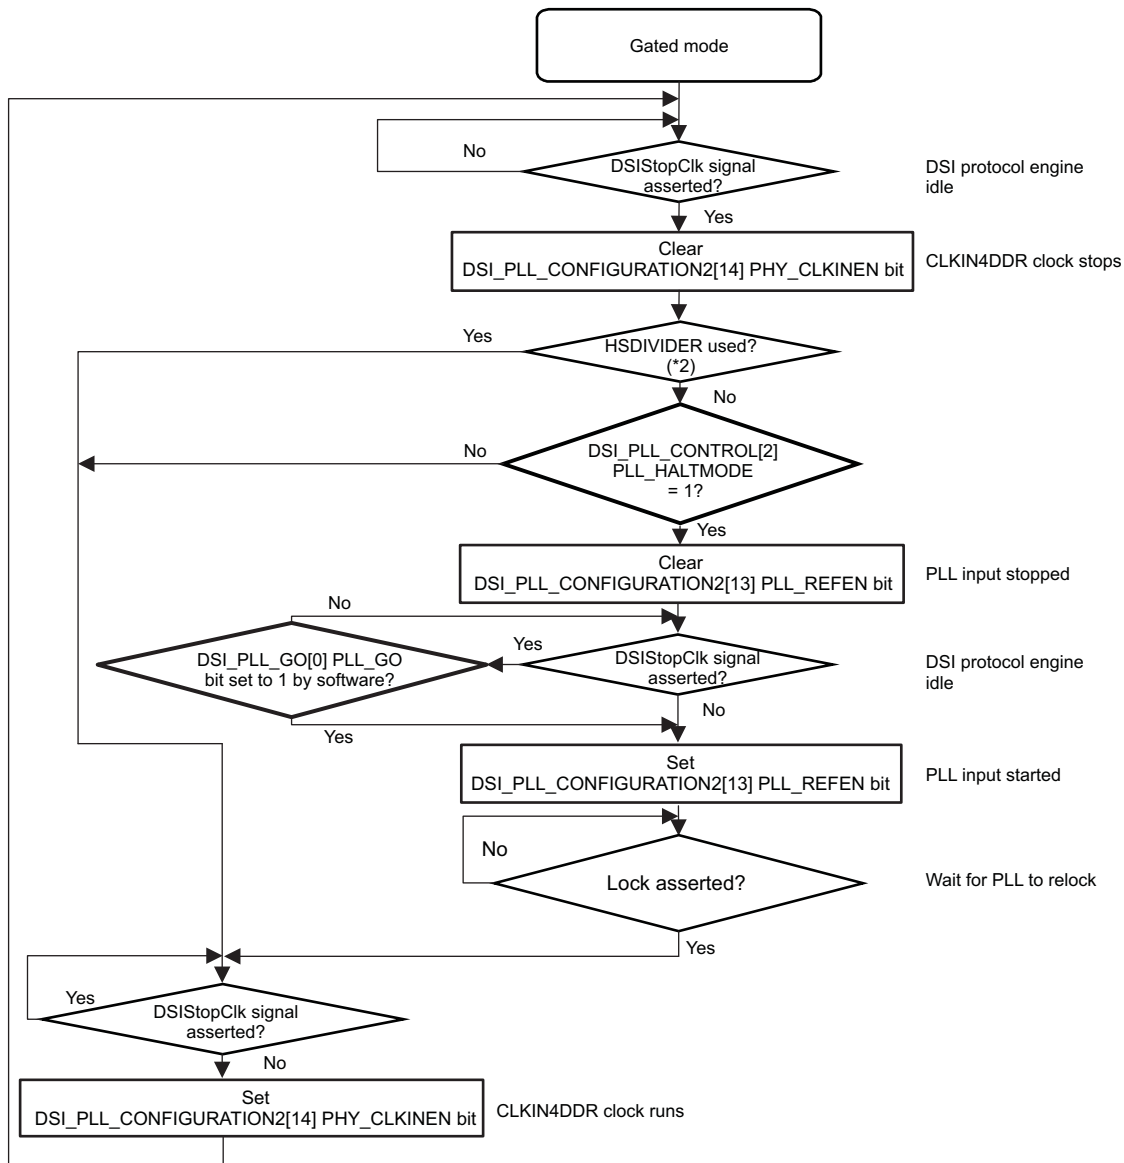 Gated mode
No
DSIStopClk signal
asserted?
DSI protocol engine
idle
Yes
Clear
DSI_PLL_CONFIGURATION2[14] PHY_CLKINEN bit
CLKIN4DDR clock stops
Yes
HSDIVIDER used?
(*2)
No
No
DSI_PLL_CONTROL[2]
PLL_HALTMODE
= 1?
Yes
Clear
DSI_PLL_CONFIGURATION2[13] PLL_REFEN bit
PLL input stopped
No
DSI_PLL_GO[0] PLL_GO
bit set to 1 by software?
Yes
DSIStopClk signal
asserted?
DSI protocol engine
idle
No
Yes
Set
DSI_PLL_CONFIGURATION2[13] PLL_REFEN bit
PLL input started
No
Lock asserted?
Wait for PLL to relock
Yes
Yes
DSIStopClk signal
asserted?
No
Set
DSI_PLL_CONFIGURATION2[14] PHY_CLKINEN bit
CLKIN4DDR clock runs